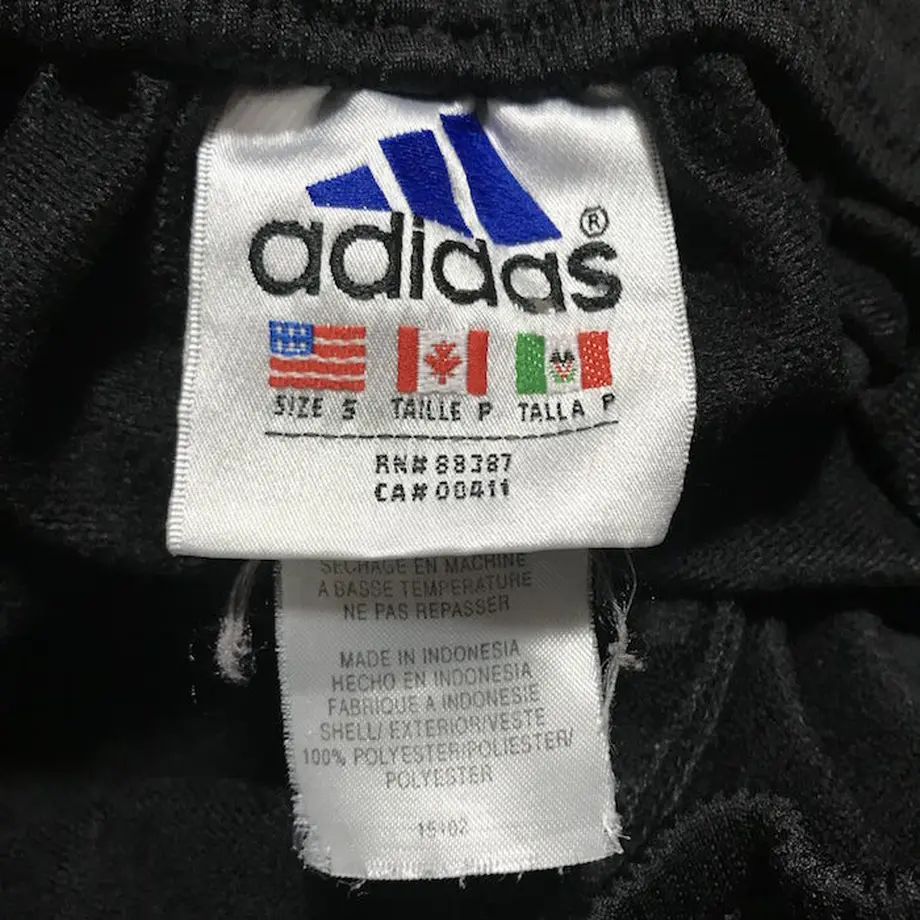 adidas®
SIZE S TAILLE P TALLA P
RN# 88387
CA# 00411
SECHAGE EN MACHINE
A BASSE TEMPERATURE
NE PAS REPASSER
MADE IN INDONESIA
HECHO EN INDONESIA
FABRIQUE A INDONESIE
SHELL/ EXTERIOR/VESTE
100% POLYESTER/POLIESTER/
POLYESTER
15102